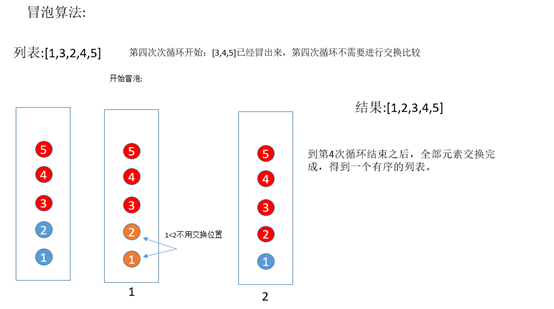 冒泡算法:
列表:[1,3,2,4,5]
第四次次循环开始：[3,4,5]已经冒出来，第四次循环不需要进行交换比较
开始冒泡:
结果:[1,2,3,4,5]
5
4
3
2
1
5
4
3
2
1
1<2不用交换位置
1
5
4
3
2
1
2
到第4次循环结束之后，全部元素交换完
成，得到一个有序的列表。